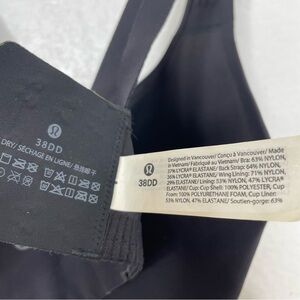 38DD
DRY / SÉCHAGE EN LIGNE /
38DD
Designed in Vancouver/Conçu à Vancouver/Made
in Vietnam/Fabriqué au Vietnam/ Bra: 63% NYLON,
37% LYCRA® ELASTANE/ Back Strap: 64% NYLON,
36% LYCRA® ELASTANE/ Wing Lining: 71% NYLON,
29% ELASTANE/ Lining: 53% NYLON, 47% LYCRA®
ELASTANE/ Cup: Cup Shell: 100% POLYESTER, Cup
Foam: 100% POLYURETHANE FOAM, Cup Liner:
53% NYLON, 47% ELASTANE/ Soutien-gorge: 63%